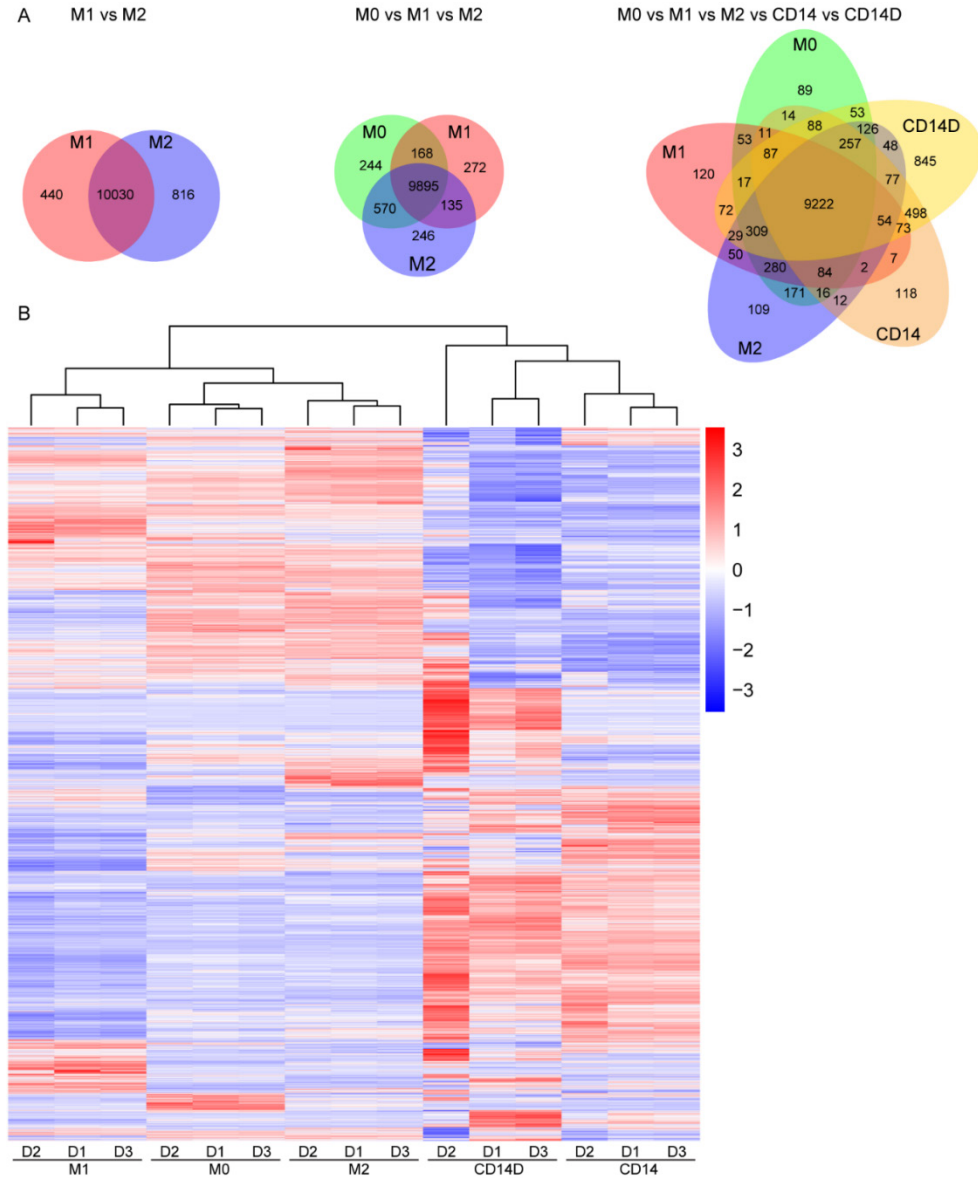 A
M1 vs M2
M0 vs M1 vs M2
M0 vs M1 vs M2 vs CD14 vs CD14D
M1
M2
440
10030
816
M0
M1
244
168
272
9895
570
135
246
M2
M0
89
14
53
53
11
88
126
CD14D
M1
87
257
48
845
120
17
77
9222
72
54
498
29
309
73
50
280
84
2
7
171
16
12
118
109
M2
CD14
B
3
2
1
0
−1
−2
−3
D2 D1 D3 D2 D1 D3 D2 D1 D3 D2 D1 D3 D2 D1 D3
M1 M0 M2 CD14D CD14